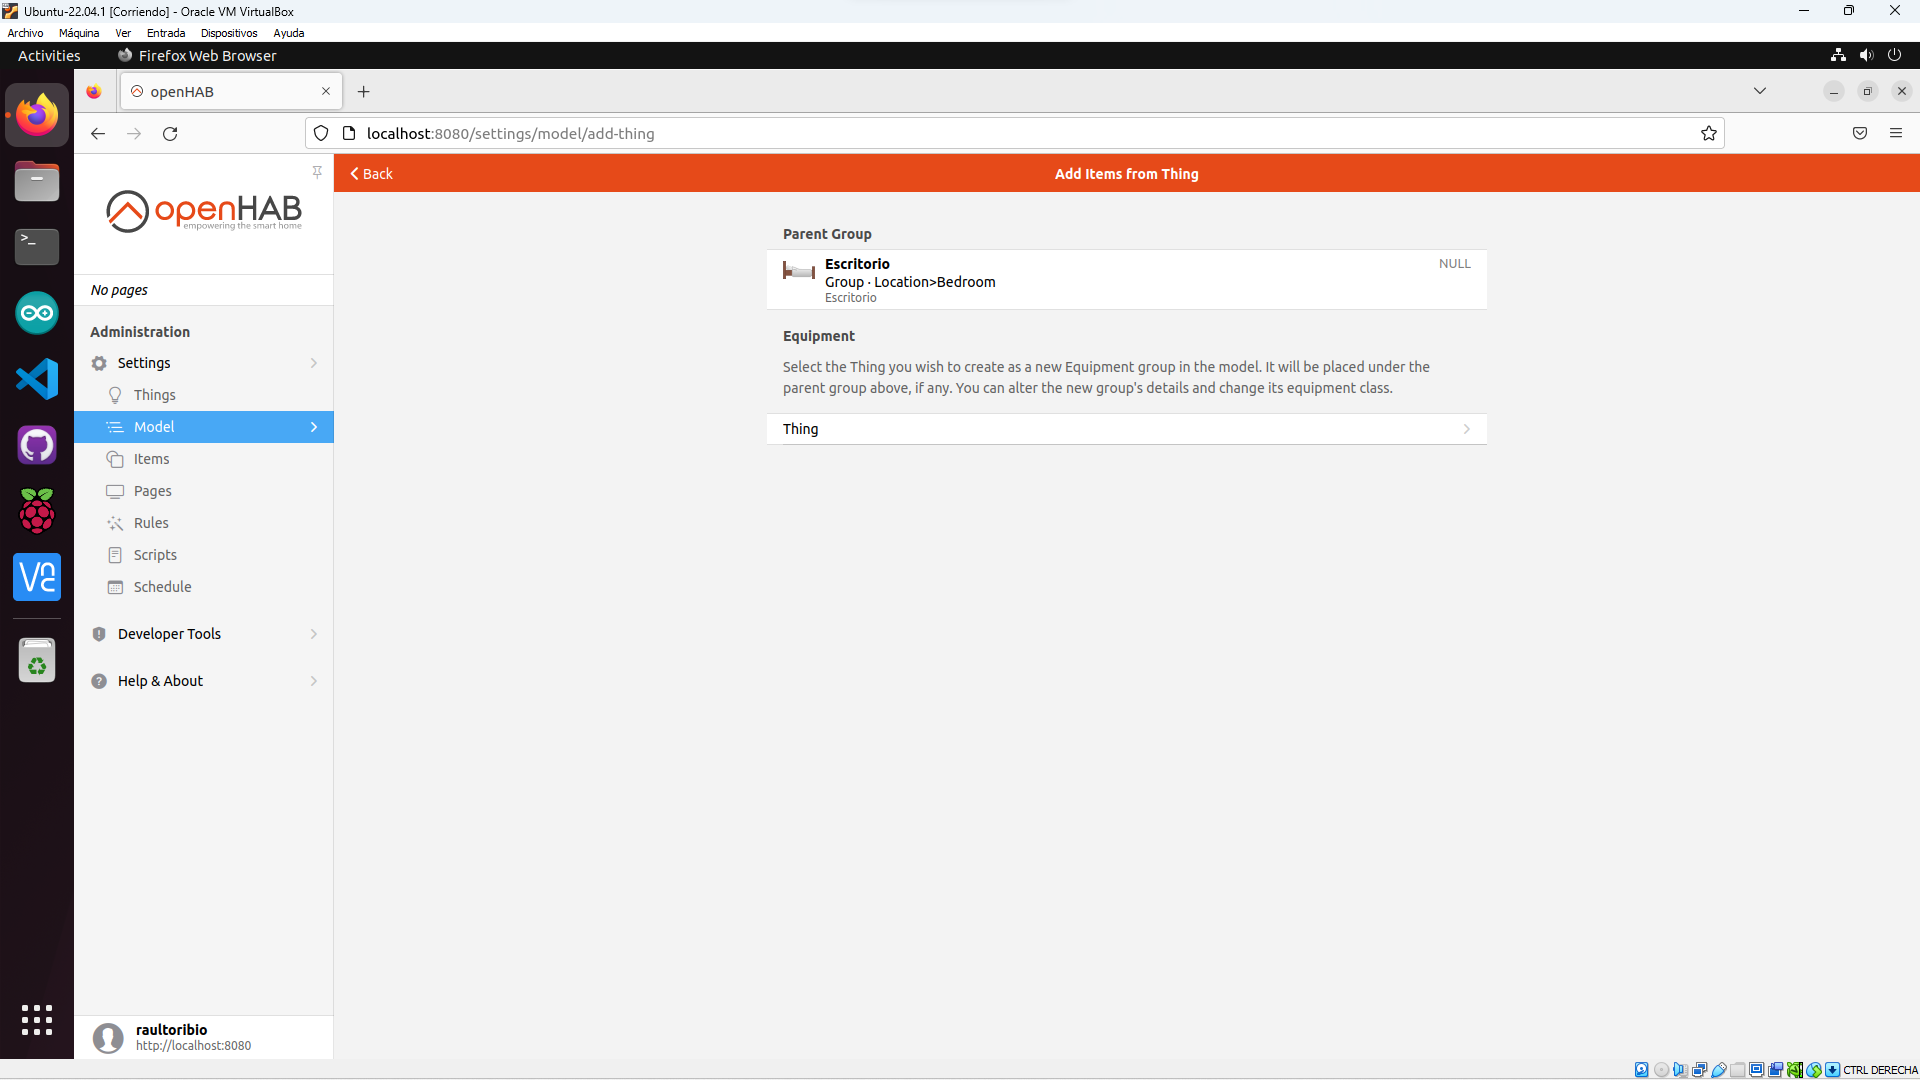 Ubuntu-22.04.1 [Corriendo] - Oracle VM VirtualBox
Archivo Máquina Ver Entrada Dispositivos Ayuda
Activities Firefox Web Browser
openHAB
localhost:8080/settings/model/add-thing
openHAB
empowering the smart home
No pages
Administration
Settings
Things
Model
Items
Pages
Rules
Scripts
Schedule
Developer Tools
Help & About
raultoribio
http://localhost:8080
Back
Add Items from Thing
Parent Group
Escritorio
NULL
Group · Location>Bedroom
Escritorio
Equipment
Select the Thing you wish to create as a new Equipment group in the model. It will be placed under the
parent group above, if any. You can alter the new group's details and change its equipment class.
Thing
CTRL DERECHA